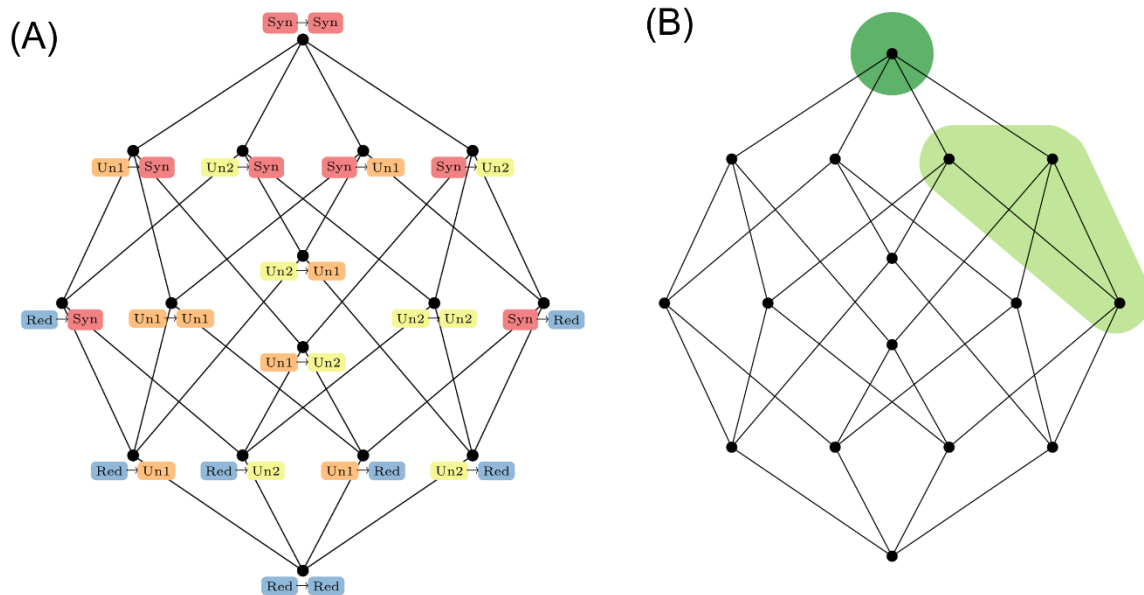 (A)
Syn→Syn
(B)
Un1→Syn
Un2→Syn
Syn→Un1
Syn→Un2
Un2→Un1
Red→Syn
Un1→Un1
Un2→Un2
Syn→Red
Un1→Un2
Red→Un1
Red→Un2
Un1→Red
Un2→Red
Red→Red